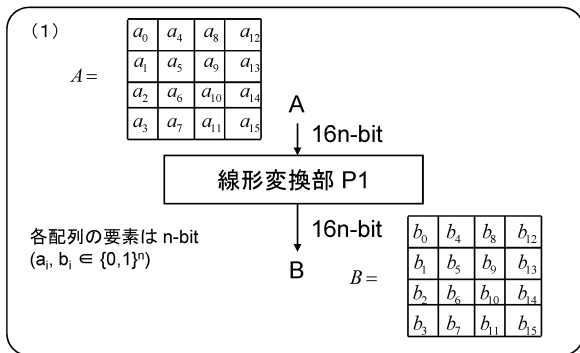 (1)
A =
a0 a4 a8 a12
a1 a5 a9 a13
a2 a6 a10 a14
a3 a7 a11 a15
A
16n-bit
線形変換部 P1
16n-bit
B
各配列の要素は n-bit
(ai, bi ∈ {0,1}ⁿ)
B =
b0 b4 b8 b12
b1 b5 b9 b13
b2 b6 b10 b14
b3 b7 b11 b15